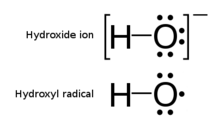 Hydroxide ion [H—O]—
Hydroxyl radical H—O